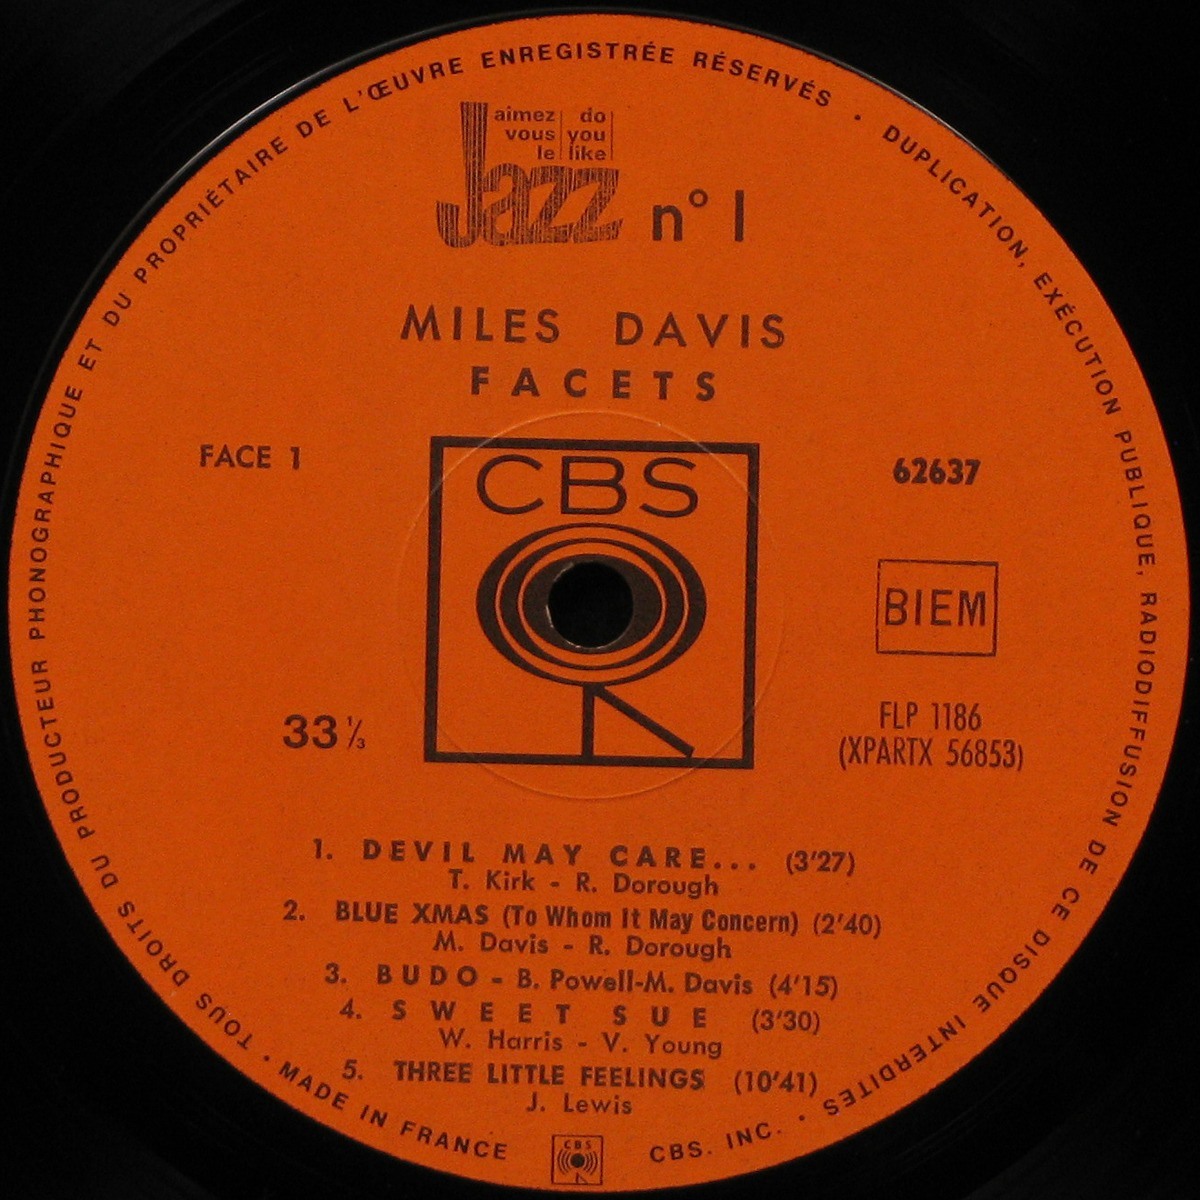 TOUS DROITS DU PRODUCTEUR PHONOGRAPHIQUE ET DU PROPRIÉTAIRE DE L'ŒUVRE ENREGISTRÉE RÉSERVÉS · DUPLICATION, EXÉCUTION PUBLIQUE, RADIODIFFUSION DE CE DISQUE INTERDITES ·
aimez do
vous you
le like
Jazz n° 1
MILES DAVIS
FACETS
FACE 1
62637
CBS
BIEM
33 1/3
FLP 1186
(XPARTX 56853)
1. DEVIL MAY CARE... (3'27)
T. Kirk - R. Dorough
2. BLUE XMAS (To Whom It May Concern) (2'40)
M. Davis - R. Dorough
3. BUDO - B. Powell-M. Davis (4'15)
4. SWEET SUE (3'30)
W. Harris - V. Young
5. THREE LITTLE FEELINGS (10'41)
J. Lewis
· MADE IN FRANCE
CBS
CBS. INC.